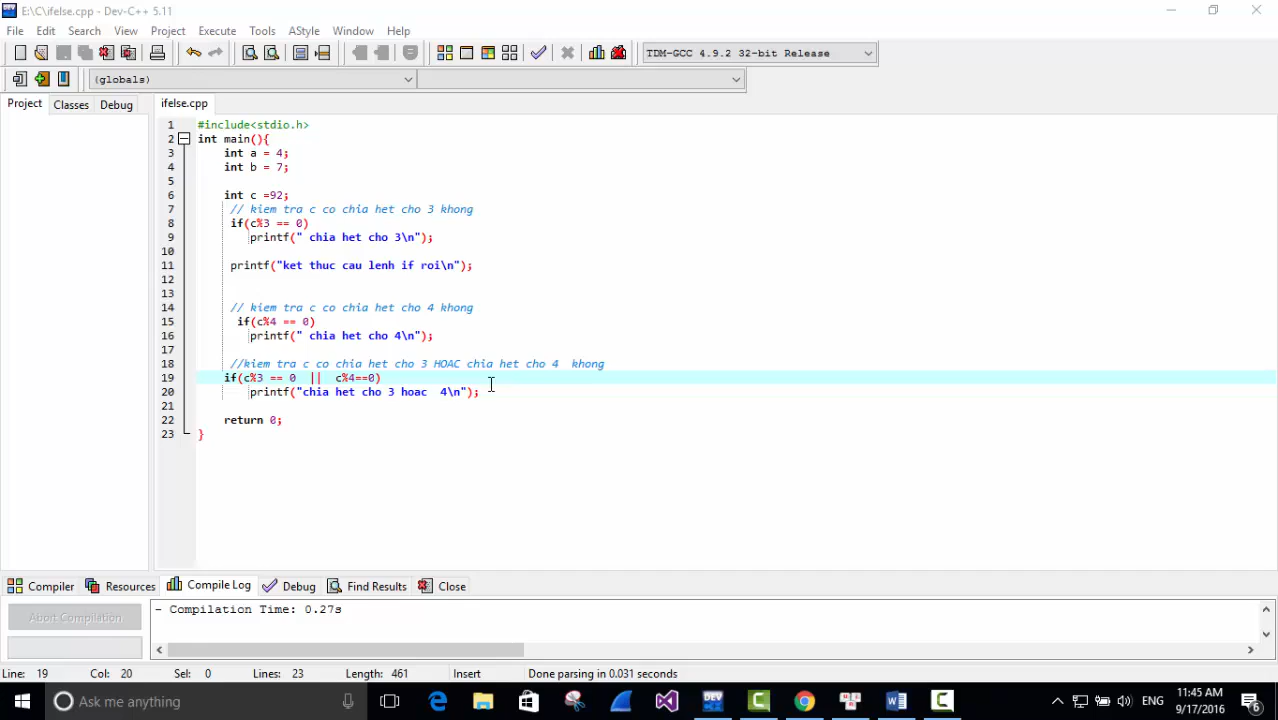 E:\C\ifelse.cpp - Dev-C++ 5.11
File Edit Search View Project Execute Tools AStyle Window Help
TDM-GCC 4.9.2 32-bit Release
(globals)
Project Classes Debug ifelse.cpp
1 #include<stdio.h>
2 int main(){
3 int a = 4;
4 int b = 7;
5
6 int c =92;
7 // kiem tra c co chia het cho 3 khong
8 if(c%3 == 0)
9 printf(" chia het cho 3\n");
10
11 printf("ket thuc cau lenh if roi\n");
12
13
14 // kiem tra c co chia het cho 4 khong
15 if(c%4 == 0)
16 printf(" chia het cho 4\n");
17
18 //kiem tra c co chia het cho 3 HOAC chia het cho 4  khong
19 if(c%3 == 0  ||  c%4==0)
20 printf("chia het cho 3 hoac  4\n");
21
22 return 0;
23 }
Compiler Resources Compile Log Debug Find Results Close
Abort Compilation
- Compilation Time: 0.27s
Line: 19 Col: 20 Sel: 0 Lines: 23 Length: 461 Insert Done parsing in 0.031 seconds
Ask me anything
DEV
ENG
11:45 AM
9/17/2016
6